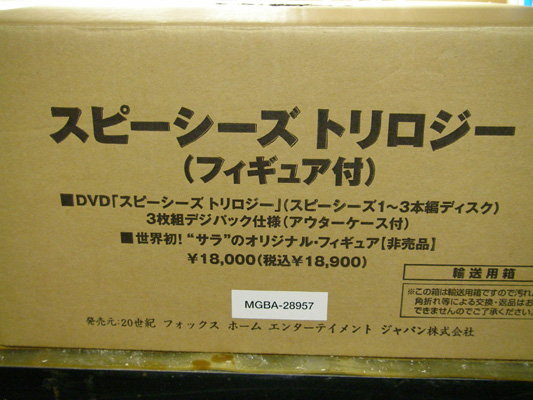 スピーシーズ トリロジー
(フィギュア付)
■DVD「スピーシーズ トリロジー」(スピーシーズ1〜3本編ディスク)
3枚組デジパック仕様(アウターケース付)
■世界初!“サラ”のオリジナル・フィギュア【非売品】
¥18,000(税込¥18,900)
輸送用箱
※この箱は輸送用箱ですので汚れ、
角折れ等による交換・返品はお
できませんのでご了承くださ
MGBA-28957
発売元:20世紀 フォックス ホーム エンターテイメント ジャパン株式会社